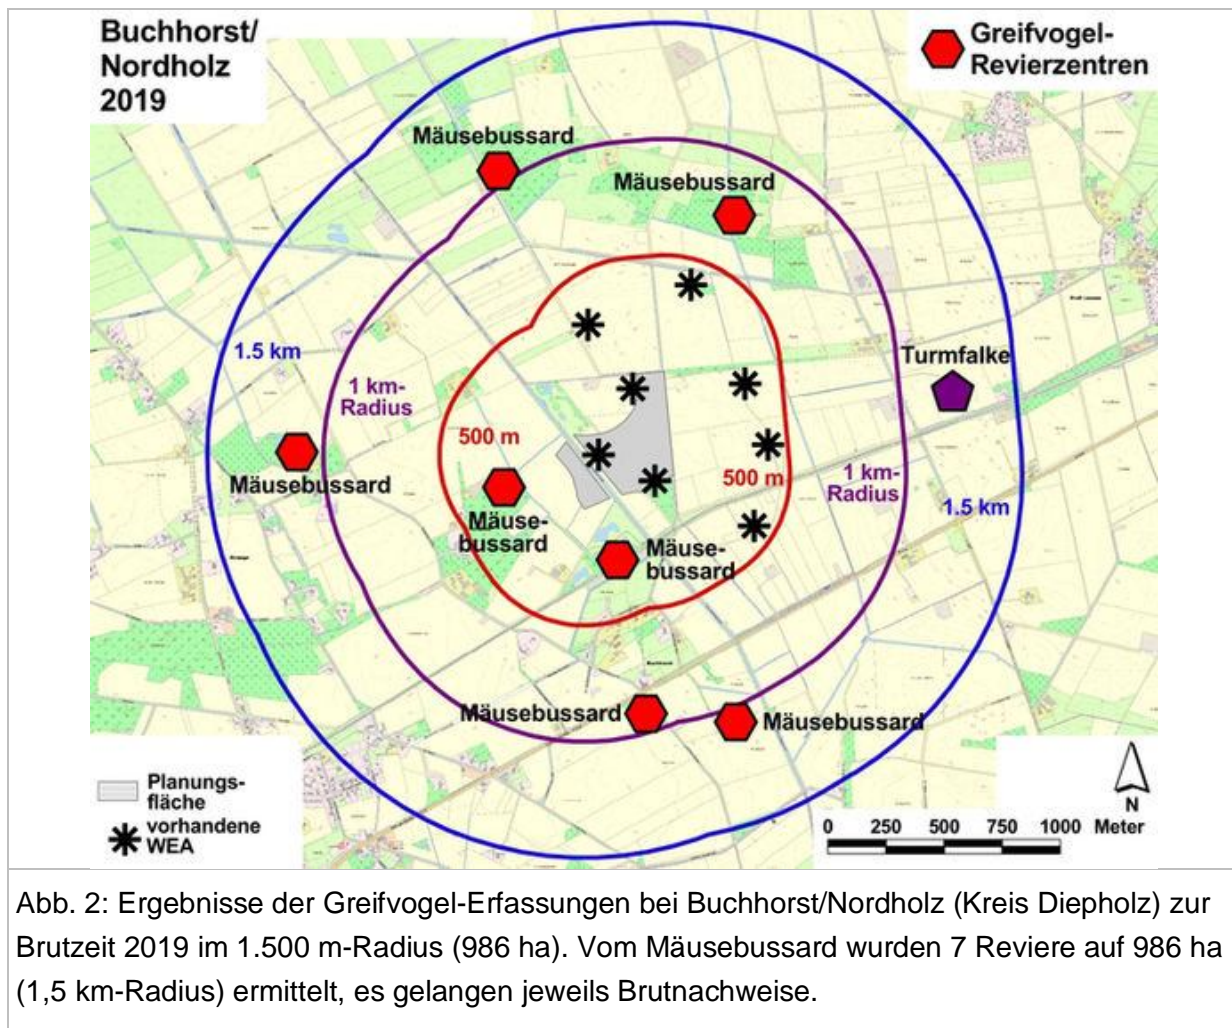 Buchhorst/
Nordholz
2019
Greifvogel-
Revierzentren
Mäusebussard
Mäusebussard
Turmfalke
1.5 km
1 km-
Radius
500 m
Mäusebussard
500 m
1 km-
Radius
1.5 km
Mäuse-
bussard
Mäuse-
bussard
Mäusebussard
Mäusebussard
Planungs-
fläche
vorhandene
WEA
N
0 250 500 750 1000 Meter
Abb. 2: Ergebnisse der Greifvogel-Erfassungen bei Buchhorst/Nordholz (Kreis Diepholz) zur
Brutzeit 2019 im 1.500 m-Radius (986 ha). Vom Mäusebussard wurden 7 Reviere auf 986 ha
(1,5 km-Radius) ermittelt, es gelangen jeweils Brutnachweise.